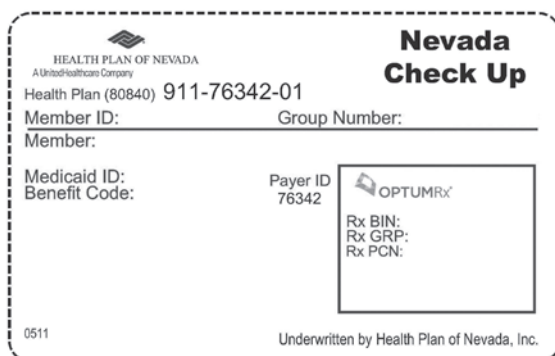 HEALTH PLAN OF NEVADA
A UnitedHealthcare Company
Nevada
Check Up
Health Plan (80840) 911-76342-01
Member ID: Group Number:
Member:
Medicaid ID:
Benefit Code:
Payer ID
76342
OPTUMRx®
Rx BIN:
Rx GRP:
Rx PCN:
0511
Underwritten by Health Plan of Nevada, Inc.